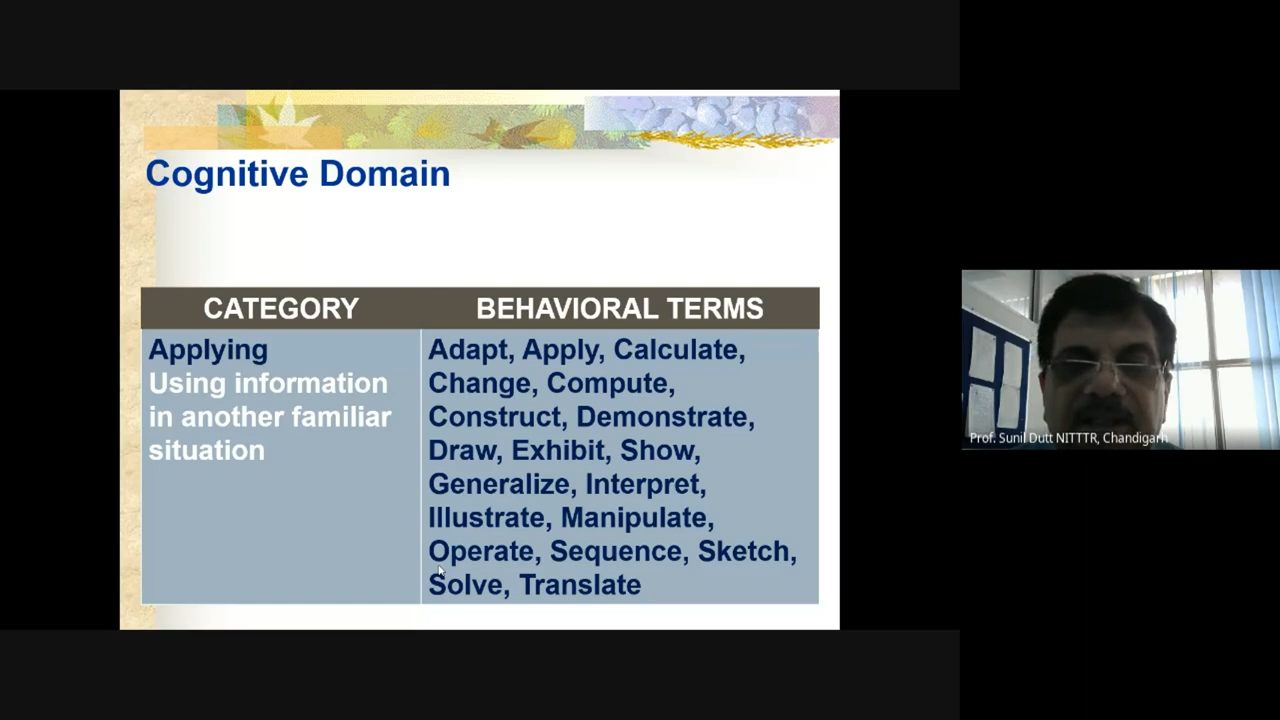 Cognitive Domain
CATEGORY
BEHAVIORAL TERMS
Applying
Using information
in another familiar
situation
Adapt, Apply, Calculate,
Change, Compute,
Construct, Demonstrate,
Draw, Exhibit, Show,
Generalize, Interpret,
Illustrate, Manipulate,
Operate, Sequence, Sketch,
Solve, Translate
Prof. Sunil Dutt NITTTR, Chandigarh